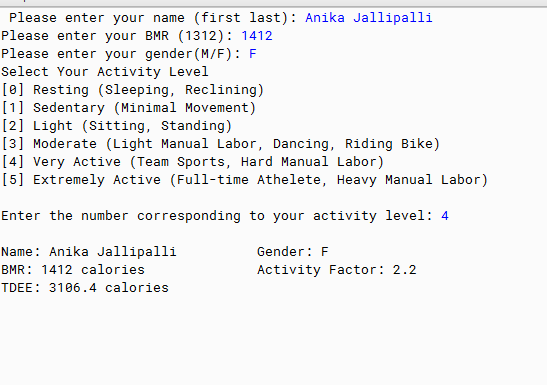 Please enter your name (first last): Anika Jallipalli
Please enter your BMR (1312): 1412
Please enter your gender(M/F): F
Select Your Activity Level
[0] Resting (Sleeping, Reclining)
[1] Sedentary (Minimal Movement)
[2] Light (Sitting, Standing)
[3] Moderate (Light Manual Labor, Dancing, Riding Bike)
[4] Very Active (Team Sports, Hard Manual Labor)
[5] Extremely Active (Full-time Athelete, Heavy Manual Labor)
Enter the number corresponding to your activity level: 4
Name: Anika Jallipalli Gender: F
BMR: 1412 calories Activity Factor: 2.2
TDEE: 3106.4 calories